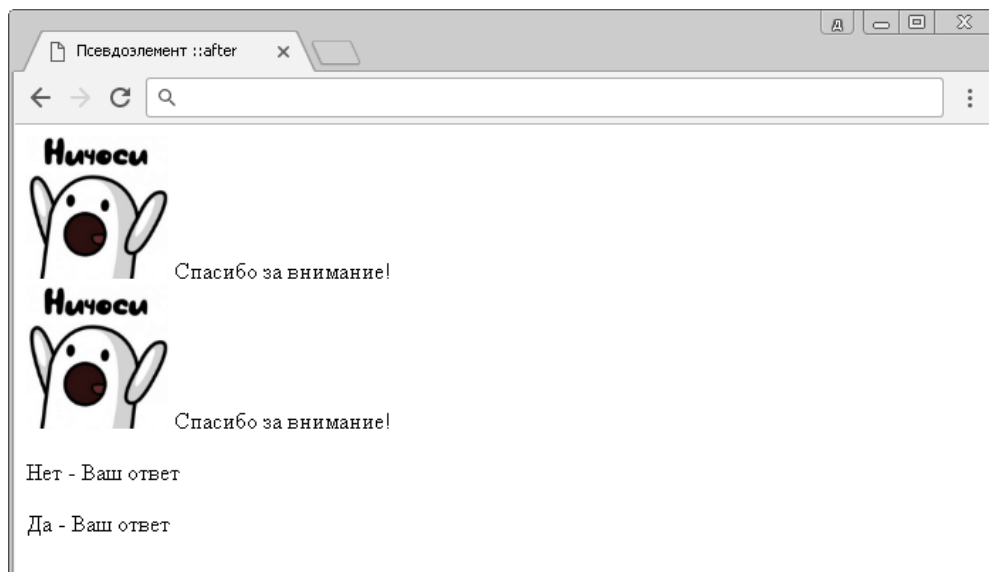 д
Псевдоэлемент ::after
Ничоси
Спасибо за внимание!
Ничоси
Спасибо за внимание!
Нет - Ваш ответ
Да - Ваш ответ